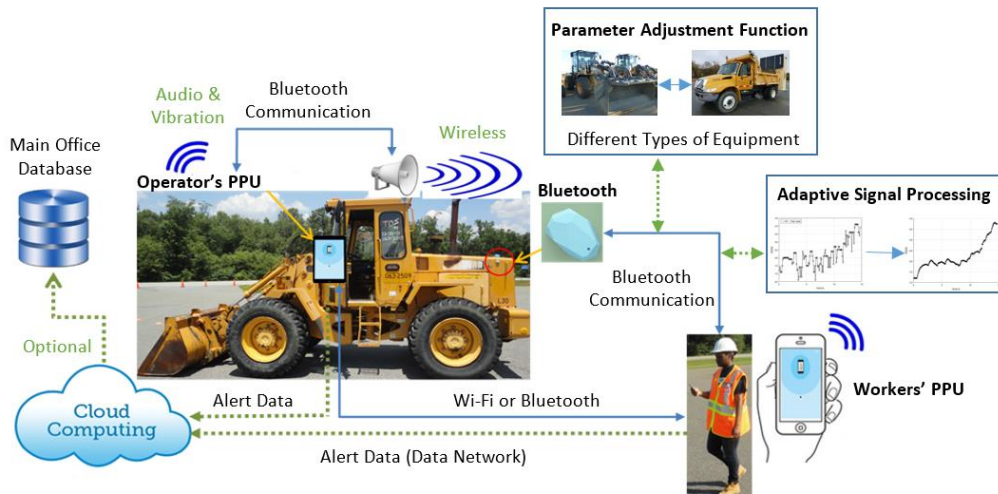 Parameter Adjustment Function
Different Types of Equipment
Audio &
Vibration
Bluetooth
Communication
Wireless
Main Office
Database
Operator's PPU
Bluetooth
Adaptive Signal Processing
Bluetooth
Communication
Optional
Cloud
Computing
Alert Data
Wi-Fi or Bluetooth
Workers' PPU
Alert Data (Data Network)